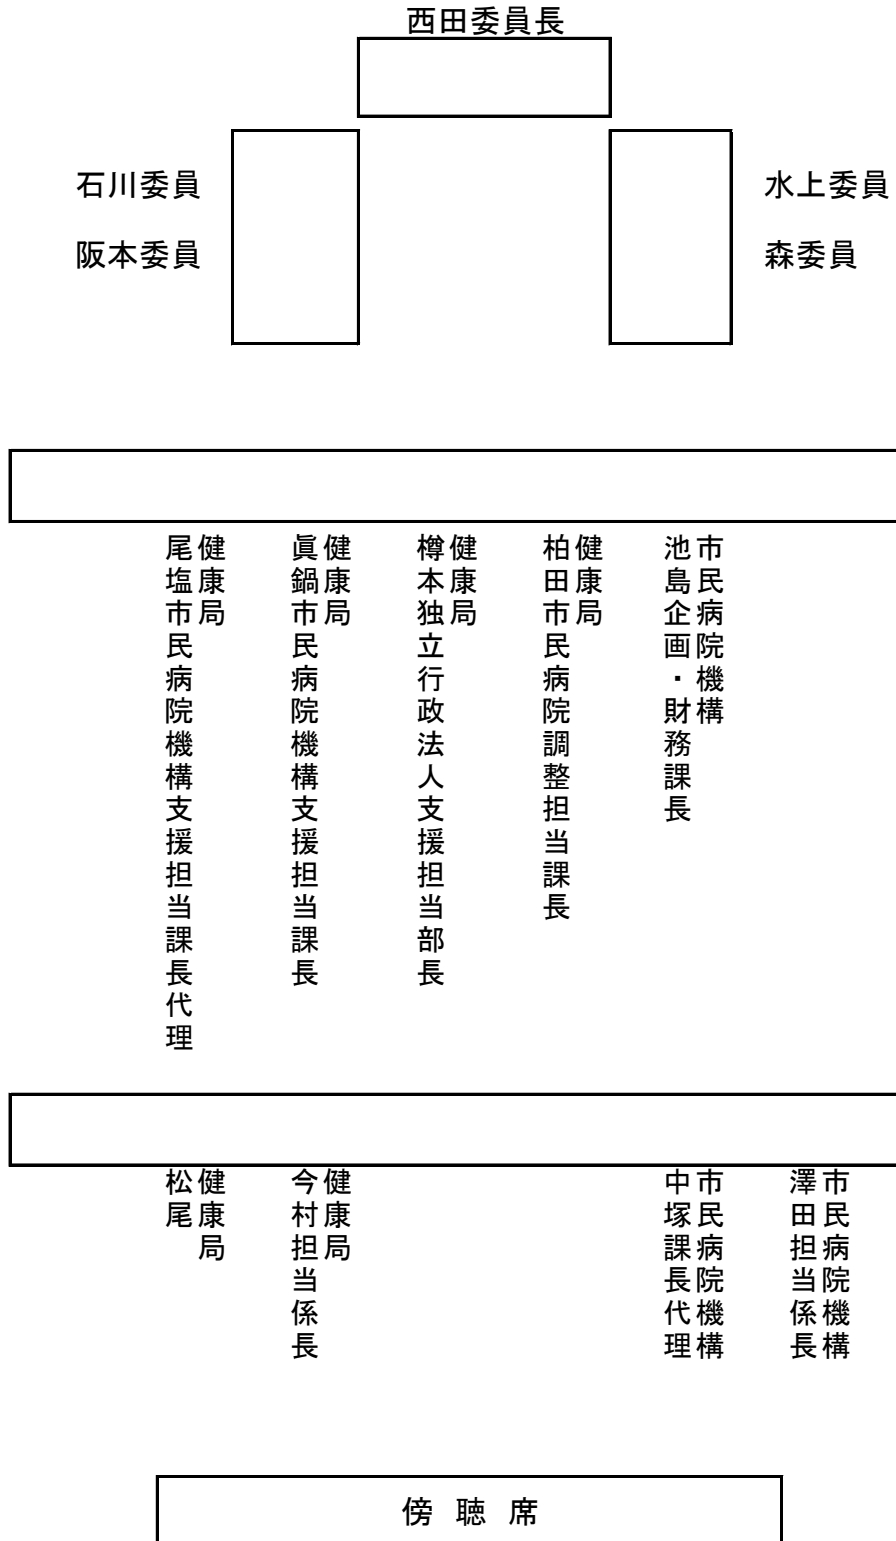 西田委員長
石川委員
水上委員
阪本委員
森委員
市民病院機構
池島企画・財務課長
健康局
柏田市民病院調整担当課長
健康局
樽本独立行政法人支援担当部長
健康局
眞鍋市民病院機構支援担当課長
健康局
尾塩市民病院機構支援担当課長代理
市民病院機構
澤田担当係長
市民病院機構
中塚課長代理
健康局
今村担当係長
健康局
松尾
傍 聴 席